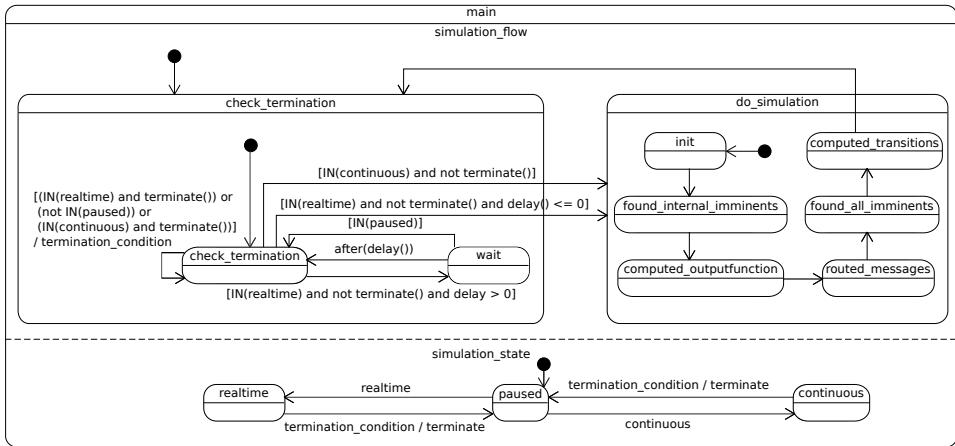 main
simulation_flow
check_termination
do_simulation
init
computed_transitions
[IN(continuous) and not terminate()]
[(IN(realtime) and terminate()) or
(not IN(paused)) or
(IN(continuous) and terminate())]
/ termination_condition
[IN(realtime) and not terminate() and delay() <= 0]
found_internal_imminents
found_all_imminents
[IN(paused)]
check_termination
after(delay())
wait
computed_outputfunction
routed_messages
[IN(realtime) and not terminate() and delay > 0]
simulation_state
realtime
realtime
paused
termination_condition / terminate
continuous
termination_condition / terminate
continuous